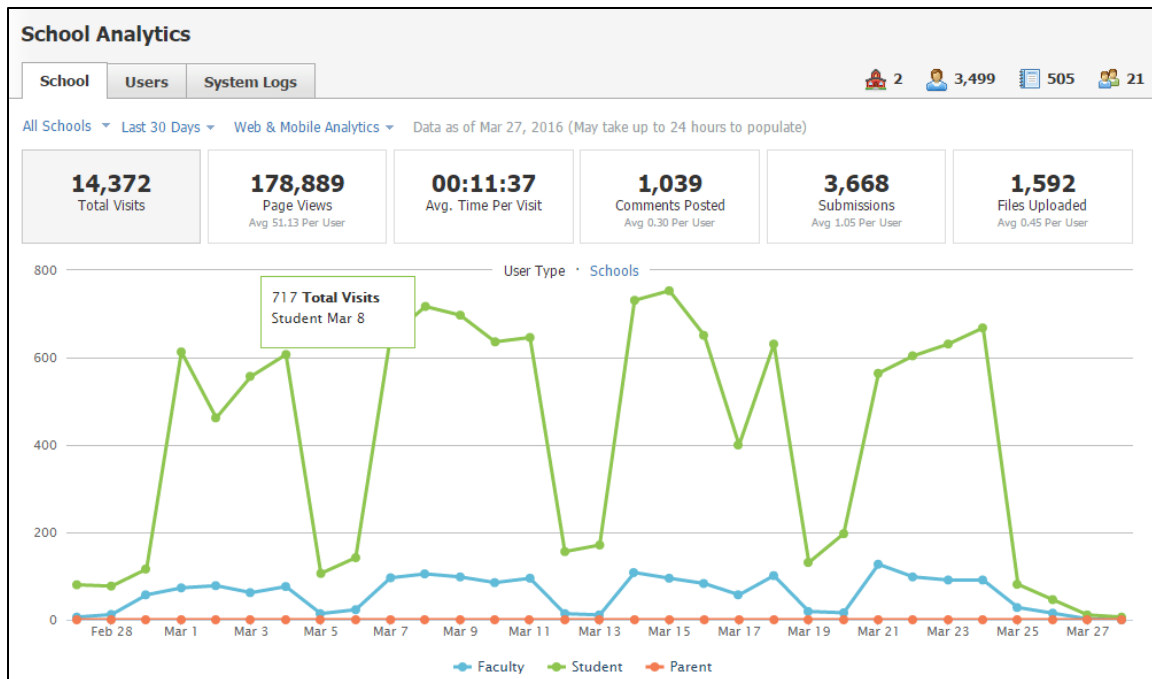 School Analytics
School Users System Logs 2 3,499 505 21
All Schools Last 30 Days Web & Mobile Analytics Data as of Mar 27, 2016 (May take up to 24 hours to populate)
14,372 178,889 00:11:37 1,039 3,668 1,592
Total Visits Page Views Avg. Time Per Visit Comments Posted Submissions Files Uploaded
Avg 51.13 Per User Avg 0.30 Per User Avg 1.05 Per User Avg 0.45 Per User
800 User Type · Schools
717 Total Visits
Student Mar 8
600
400
200
0
Feb 28 Mar 1 Mar 3 Mar 5 Mar 7 Mar 9 Mar 11 Mar 13 Mar 15 Mar 17 Mar 19 Mar 21 Mar 23 Mar 25 Mar 27
Faculty Student Parent